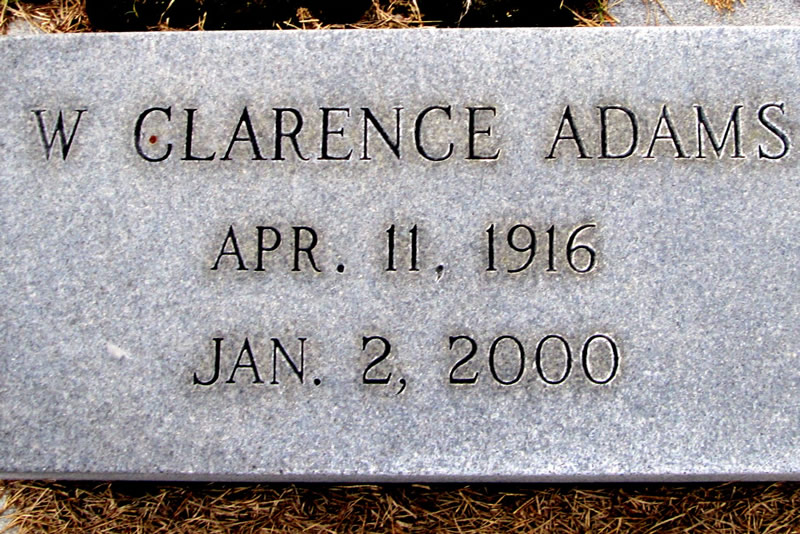 W CLARENCE ADAMS
APR. 11, 1916
JAN. 2, 2000